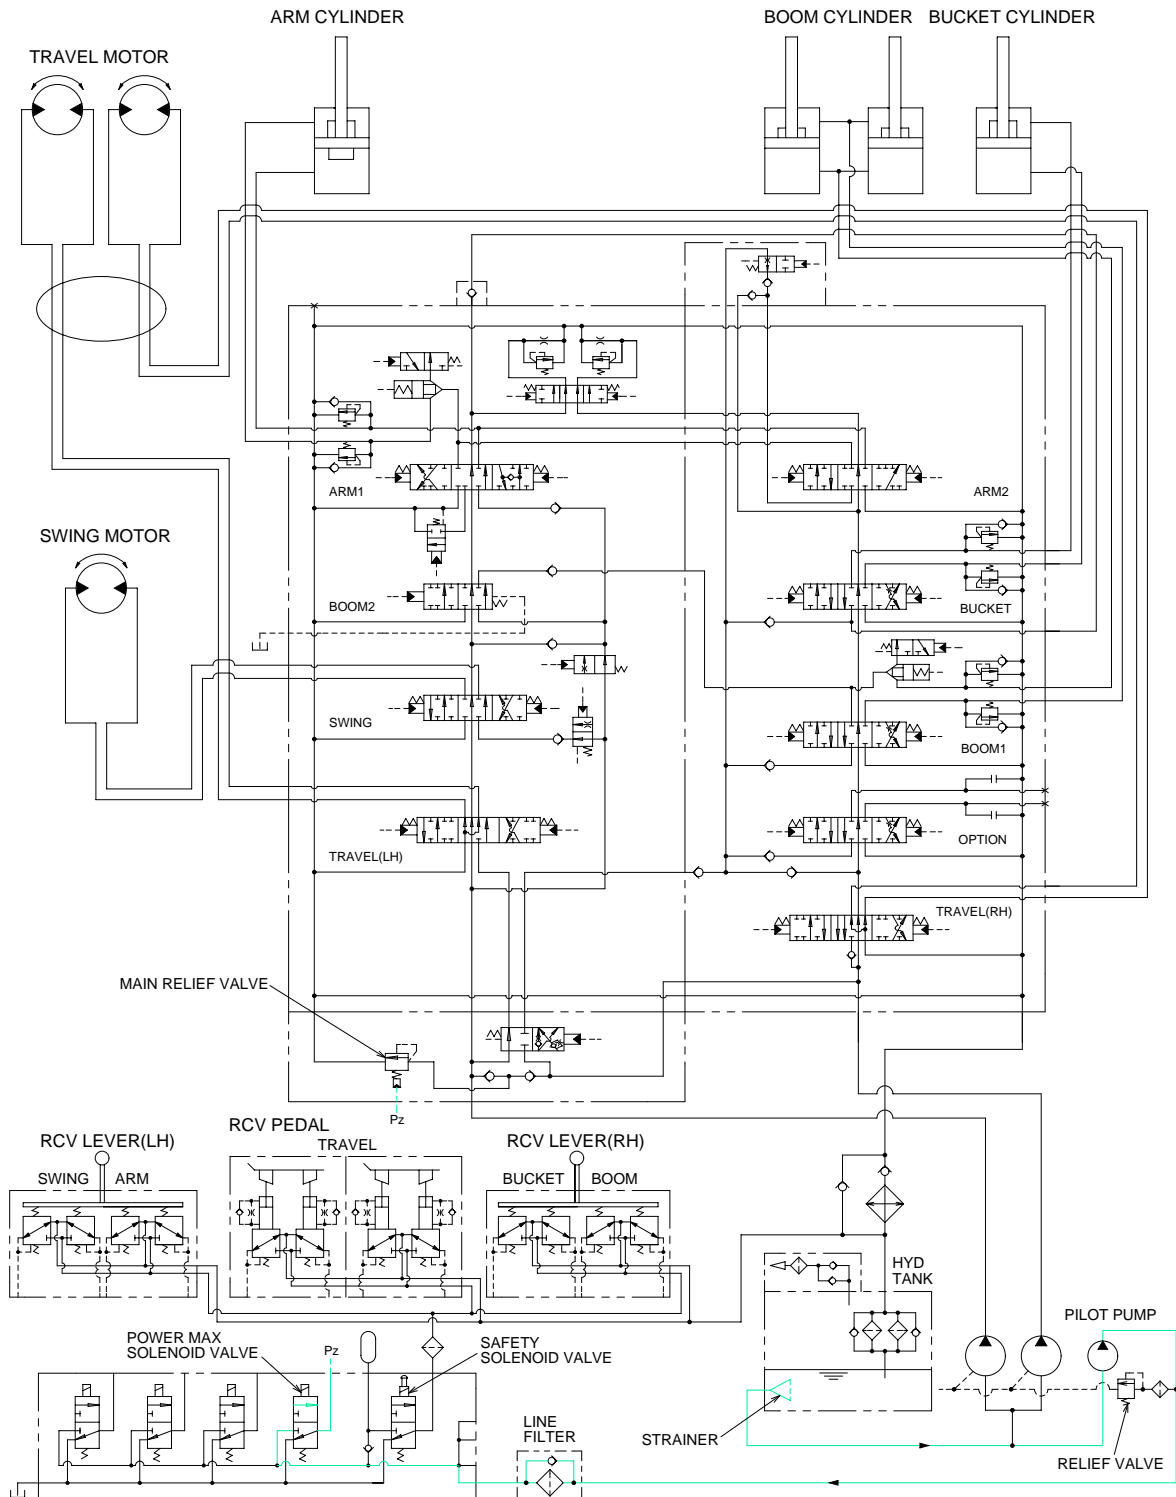 ARM CYLINDER
BOOM CYLINDER
BUCKET CYLINDER
TRAVEL MOTOR
ARM1
ARM2
SWING MOTOR
BOOM2
BUCKET
SWING
BOOM1
OPTION
TRAVEL(LH)
TRAVEL(RH)
MAIN RELIEF VALVE
Pz
RCV LEVER(LH)
SWING
ARM
RCV PEDAL
TRAVEL
RCV LEVER(RH)
BUCKET
BOOM
HYD
TANK
PILOT PUMP
POWER MAX
SOLENOID VALVE
Pz
SAFETY
SOLENOID VALVE
LINE
FILTER
STRAINER
RELIEF VALVE